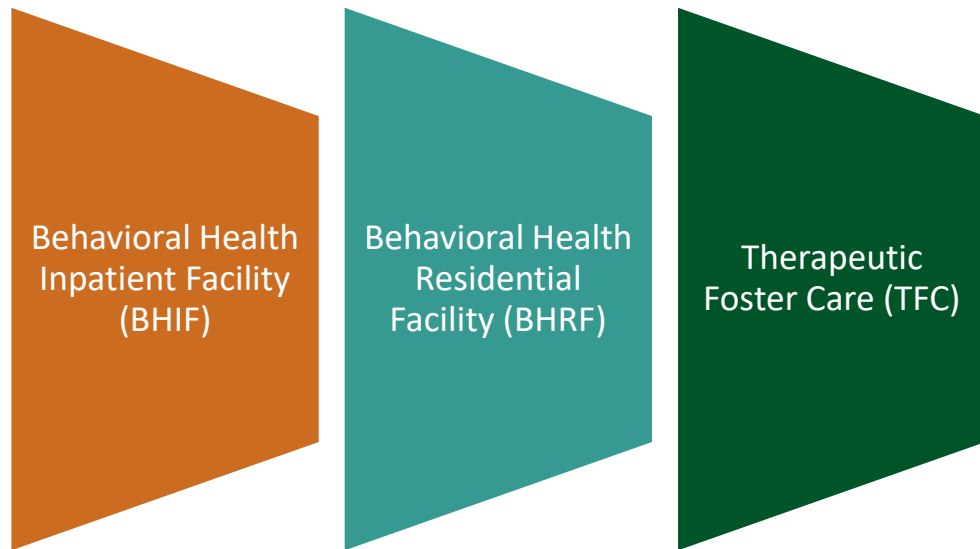 Behavioral Health
Inpatient Facility
(BHIF)
Behavioral Health
Residential
Facility (BHRF)
Therapeutic
Foster Care (TFC)